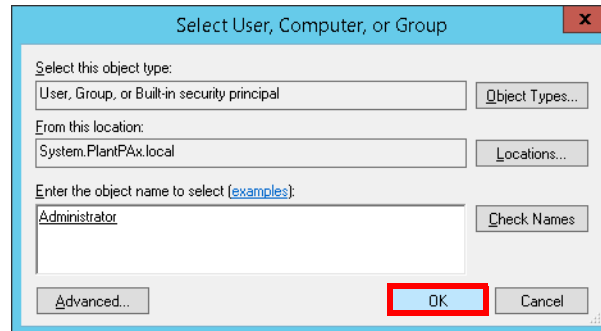 Select User, Computer, or Group
x
Select this object type:
User, Group, or Built-in security principal
Object Types...
From this location:
System.PlantPAx.local
Locations...
Enter the object name to select (examples):
Administrator
Check Names
Advanced...
OK
Cancel